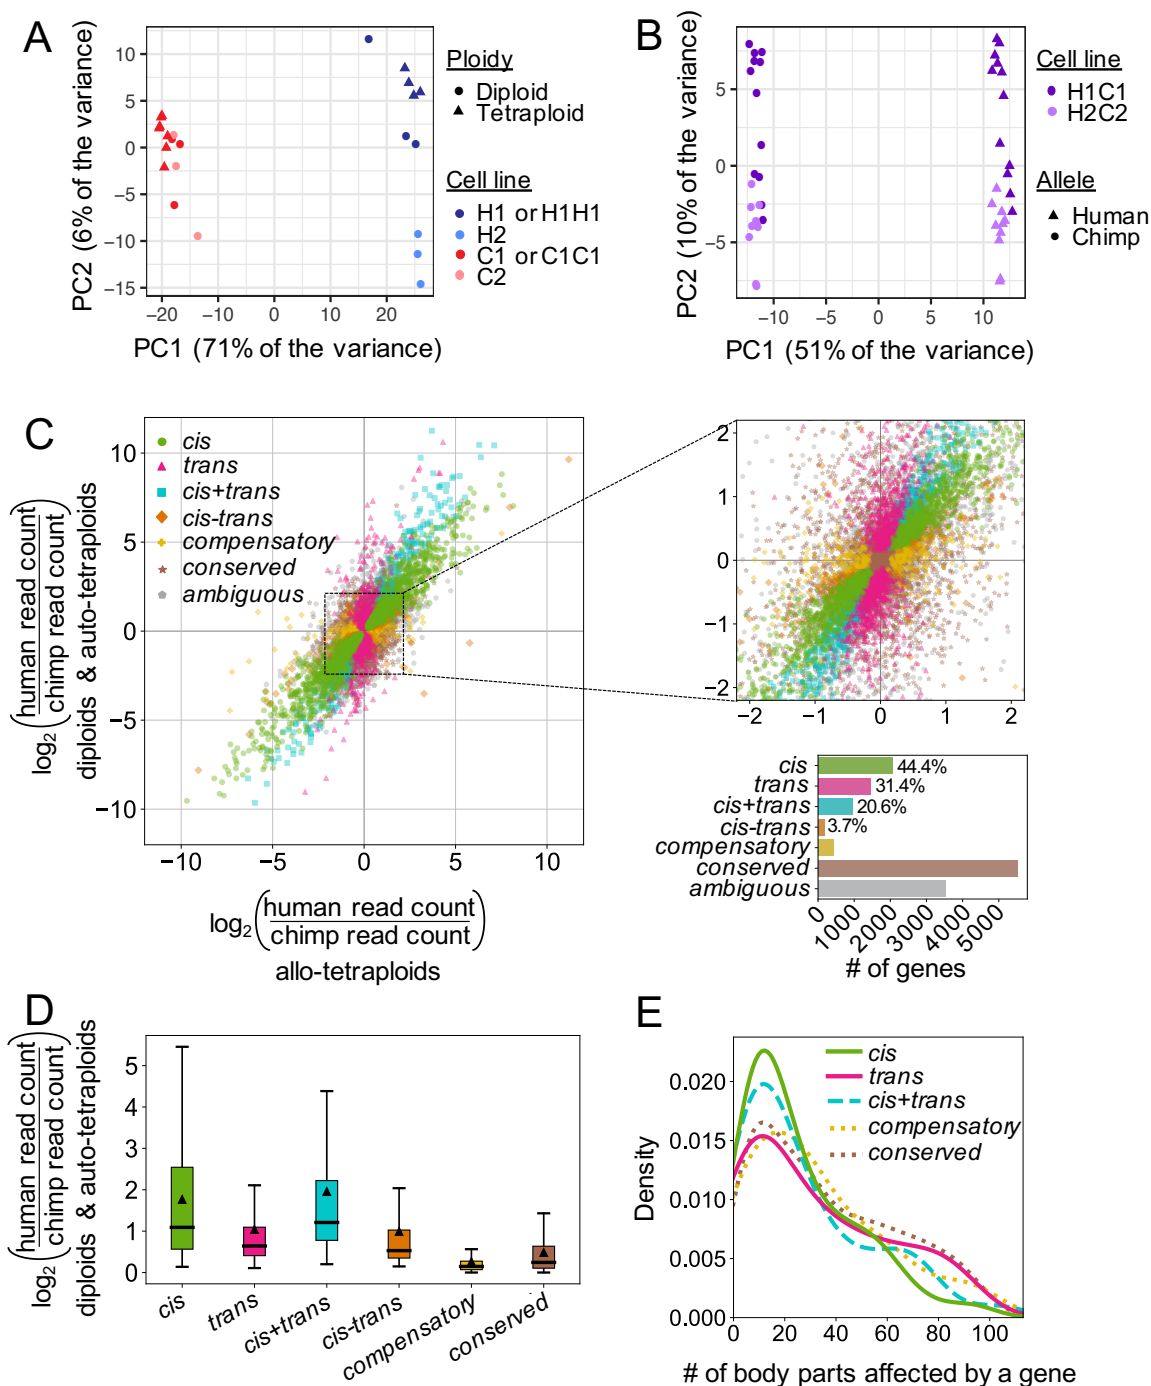 A
PC2 (6% of the variance)
10
5
0
−5
−10
−15
−20
−10
0
10
20
PC1 (71% of the variance)
Ploidy
Diploid
Tetraploid
Cell line
H1 or H1H1
H2
C1 or C1C1
C2
B
PC2 (10% of the variance)
5
0
−5
−10
−5
0
5
10
PC1 (51% of the variance)
Cell line
H1C1
H2C2
Allele
Human
Chimp
C
log2(human read count/chimp read count)
diploids & auto-tetraploids
10
5
0
−5
−10
−10
−5
0
5
10
cis
trans
cis+trans
cis-trans
compensatory
conserved
ambiguous
log2(human read count/chimp read count)
allo-tetraploids
2
1
0
−1
−2
−2
−1
0
1
2
cis 44.4%
trans 31.4%
cis+trans 20.6%
cis-trans 3.7%
compensatory
conserved
ambiguous
0
1000
2000
3000
4000
5000
# of genes
D
log2(human read count/chimp read count)
diploids & auto-tetraploids
5
4
3
2
1
0
cis
trans
cis+trans
cis-trans
compensatory
conserved
E
Density
0.020
0.015
0.010
0.005
0.000
0
20
40
60
80
100
cis
trans
cis+trans
compensatory
conserved
# of body parts affected by a gene